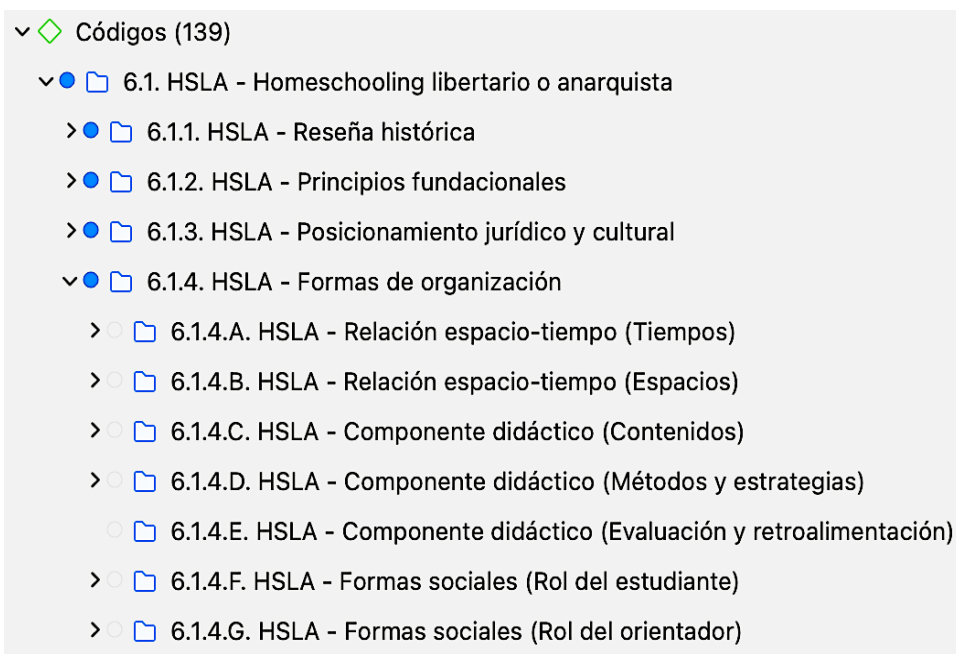 Códigos (139)
6.1. HSLA - Homeschooling libertario o anarquista
6.1.1. HSLA - Reseña histórica
6.1.2. HSLA - Principios fundacionales
6.1.3. HSLA - Posicionamiento jurídico y cultural
6.1.4. HSLA - Formas de organización
6.1.4.A. HSLA - Relación espacio-tiempo (Tiempos)
6.1.4.B. HSLA - Relación espacio-tiempo (Espacios)
6.1.4.C. HSLA - Componente didáctico (Contenidos)
6.1.4.D. HSLA - Componente didáctico (Métodos y estrategias)
6.1.4.E. HSLA - Componente didáctico (Evaluación y retroalimentación)
6.1.4.F. HSLA - Formas sociales (Rol del estudiante)
6.1.4.G. HSLA - Formas sociales (Rol del orientador)